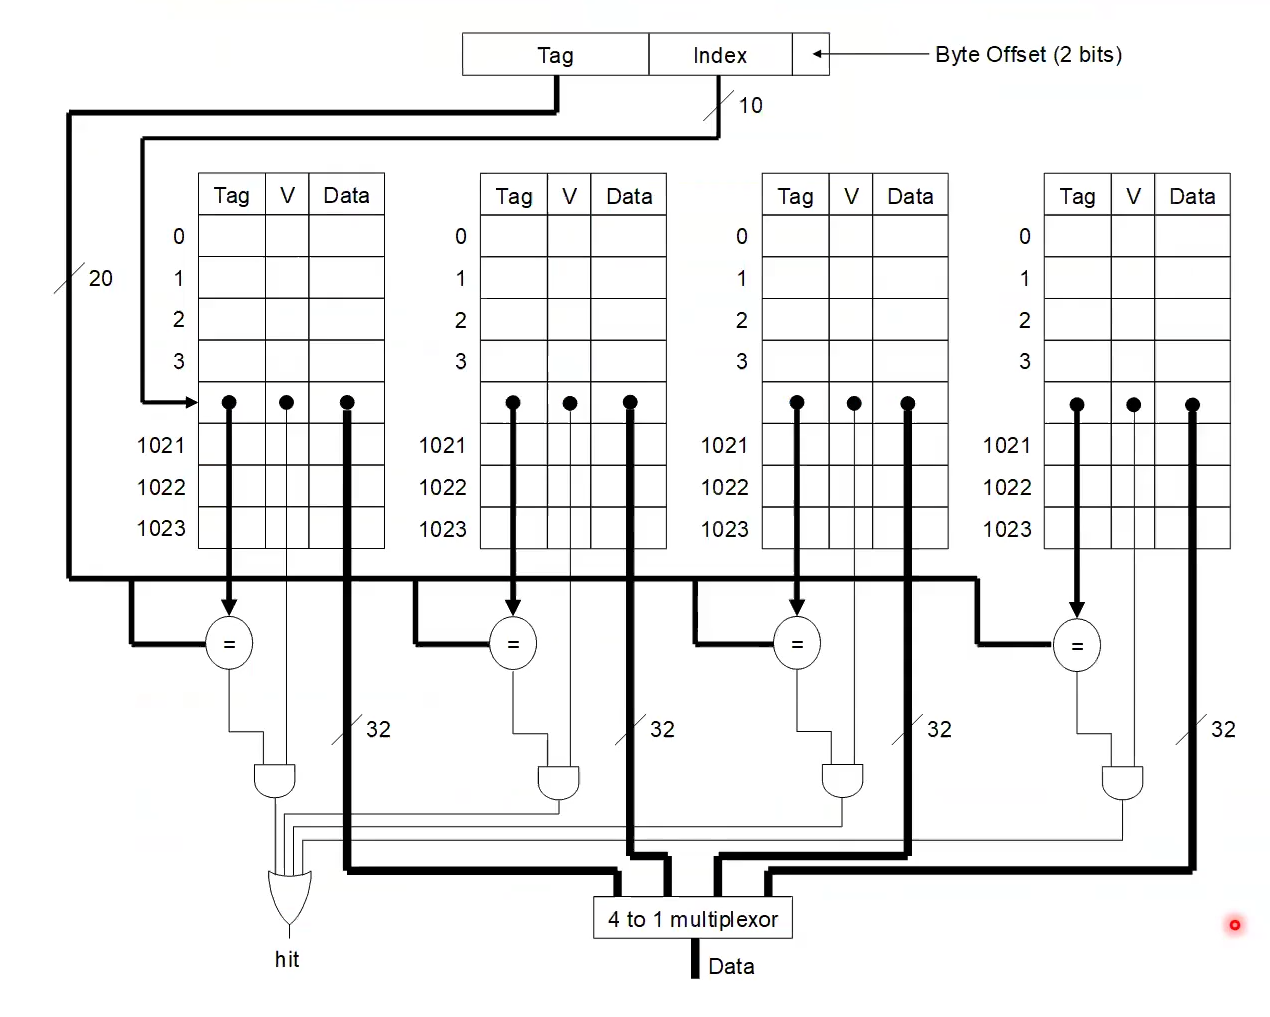 Tag Index Byte Offset (2 bits)
10
Tag V Data Tag V Data Tag V Data Tag V Data
0 0 0 0
20 1 1 1 1
2 2 2 2
3 3 3 3
1021 1021 1021 1021
1022 1022 1022 1022
1023 1023 1023 1023
= = = =
32 32 32 32
4 to 1 multiplexor
hit Data